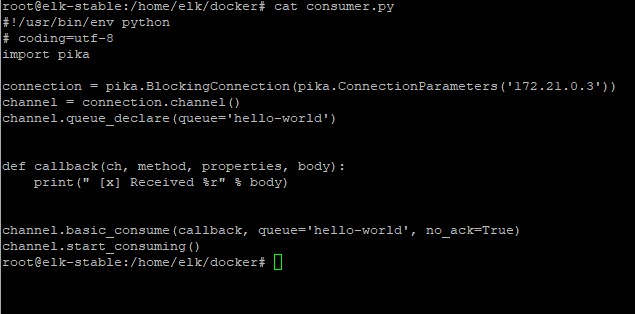 root@elk-stable:/home/elk/docker# cat consumer.py
#!/usr/bin/env python
# coding=utf-8
import pika

connection = pika.BlockingConnection(pika.ConnectionParameters('172.21.0.3'))
channel = connection.channel()
channel.queue_declare(queue='hello-world')


def callback(ch, method, properties, body):
    print(" [x] Received %r" % body)


channel.basic_consume(callback, queue='hello-world', no_ack=True)
channel.start_consuming()
root@elk-stable:/home/elk/docker#